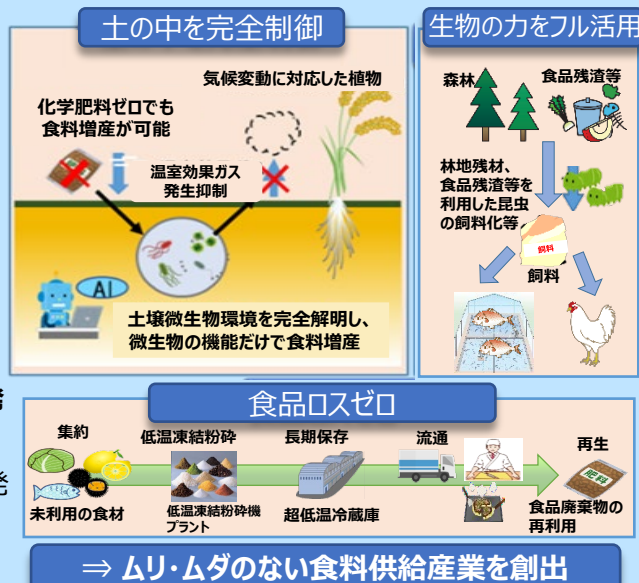 土の中を完全制御
気候変動に対応した植物
化学肥料ゼロでも
食料増産が可能
温室効果ガス
発生抑制
AI
土壌微生物環境を完全解明し、
微生物の機能だけで食料増産
生物の力をフル活用
森林
食品残渣等
林地残材、
食品残渣等を
利用した昆虫
の飼料化等
飼料
飼料
発
食品ロスゼロ
集約
低温凍結粉砕
長期保存
流通
再生
肥料
未利用の食材
低温凍結粉砕機
プラント
超低温冷蔵庫
食品廃棄物の
再利用
⇒ ムリ・ムダのない食料供給産業を創出